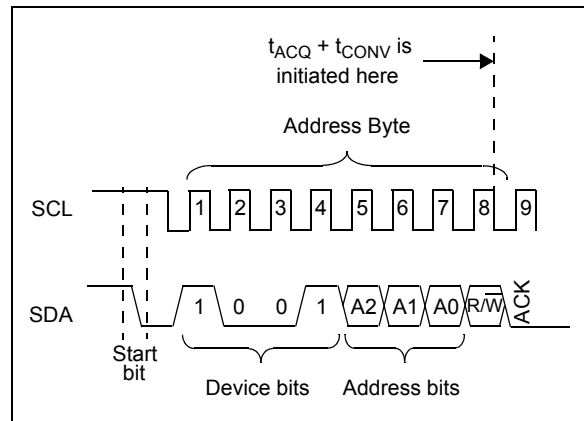 tACQ + tCONV is
initiated here
Address Byte
SCL 1 2 3 4 5 6 7 8 9
SDA 1 0 0 1 A2 A1 A0 R/W̅ ACK
Start
bit
Device bits Address bits